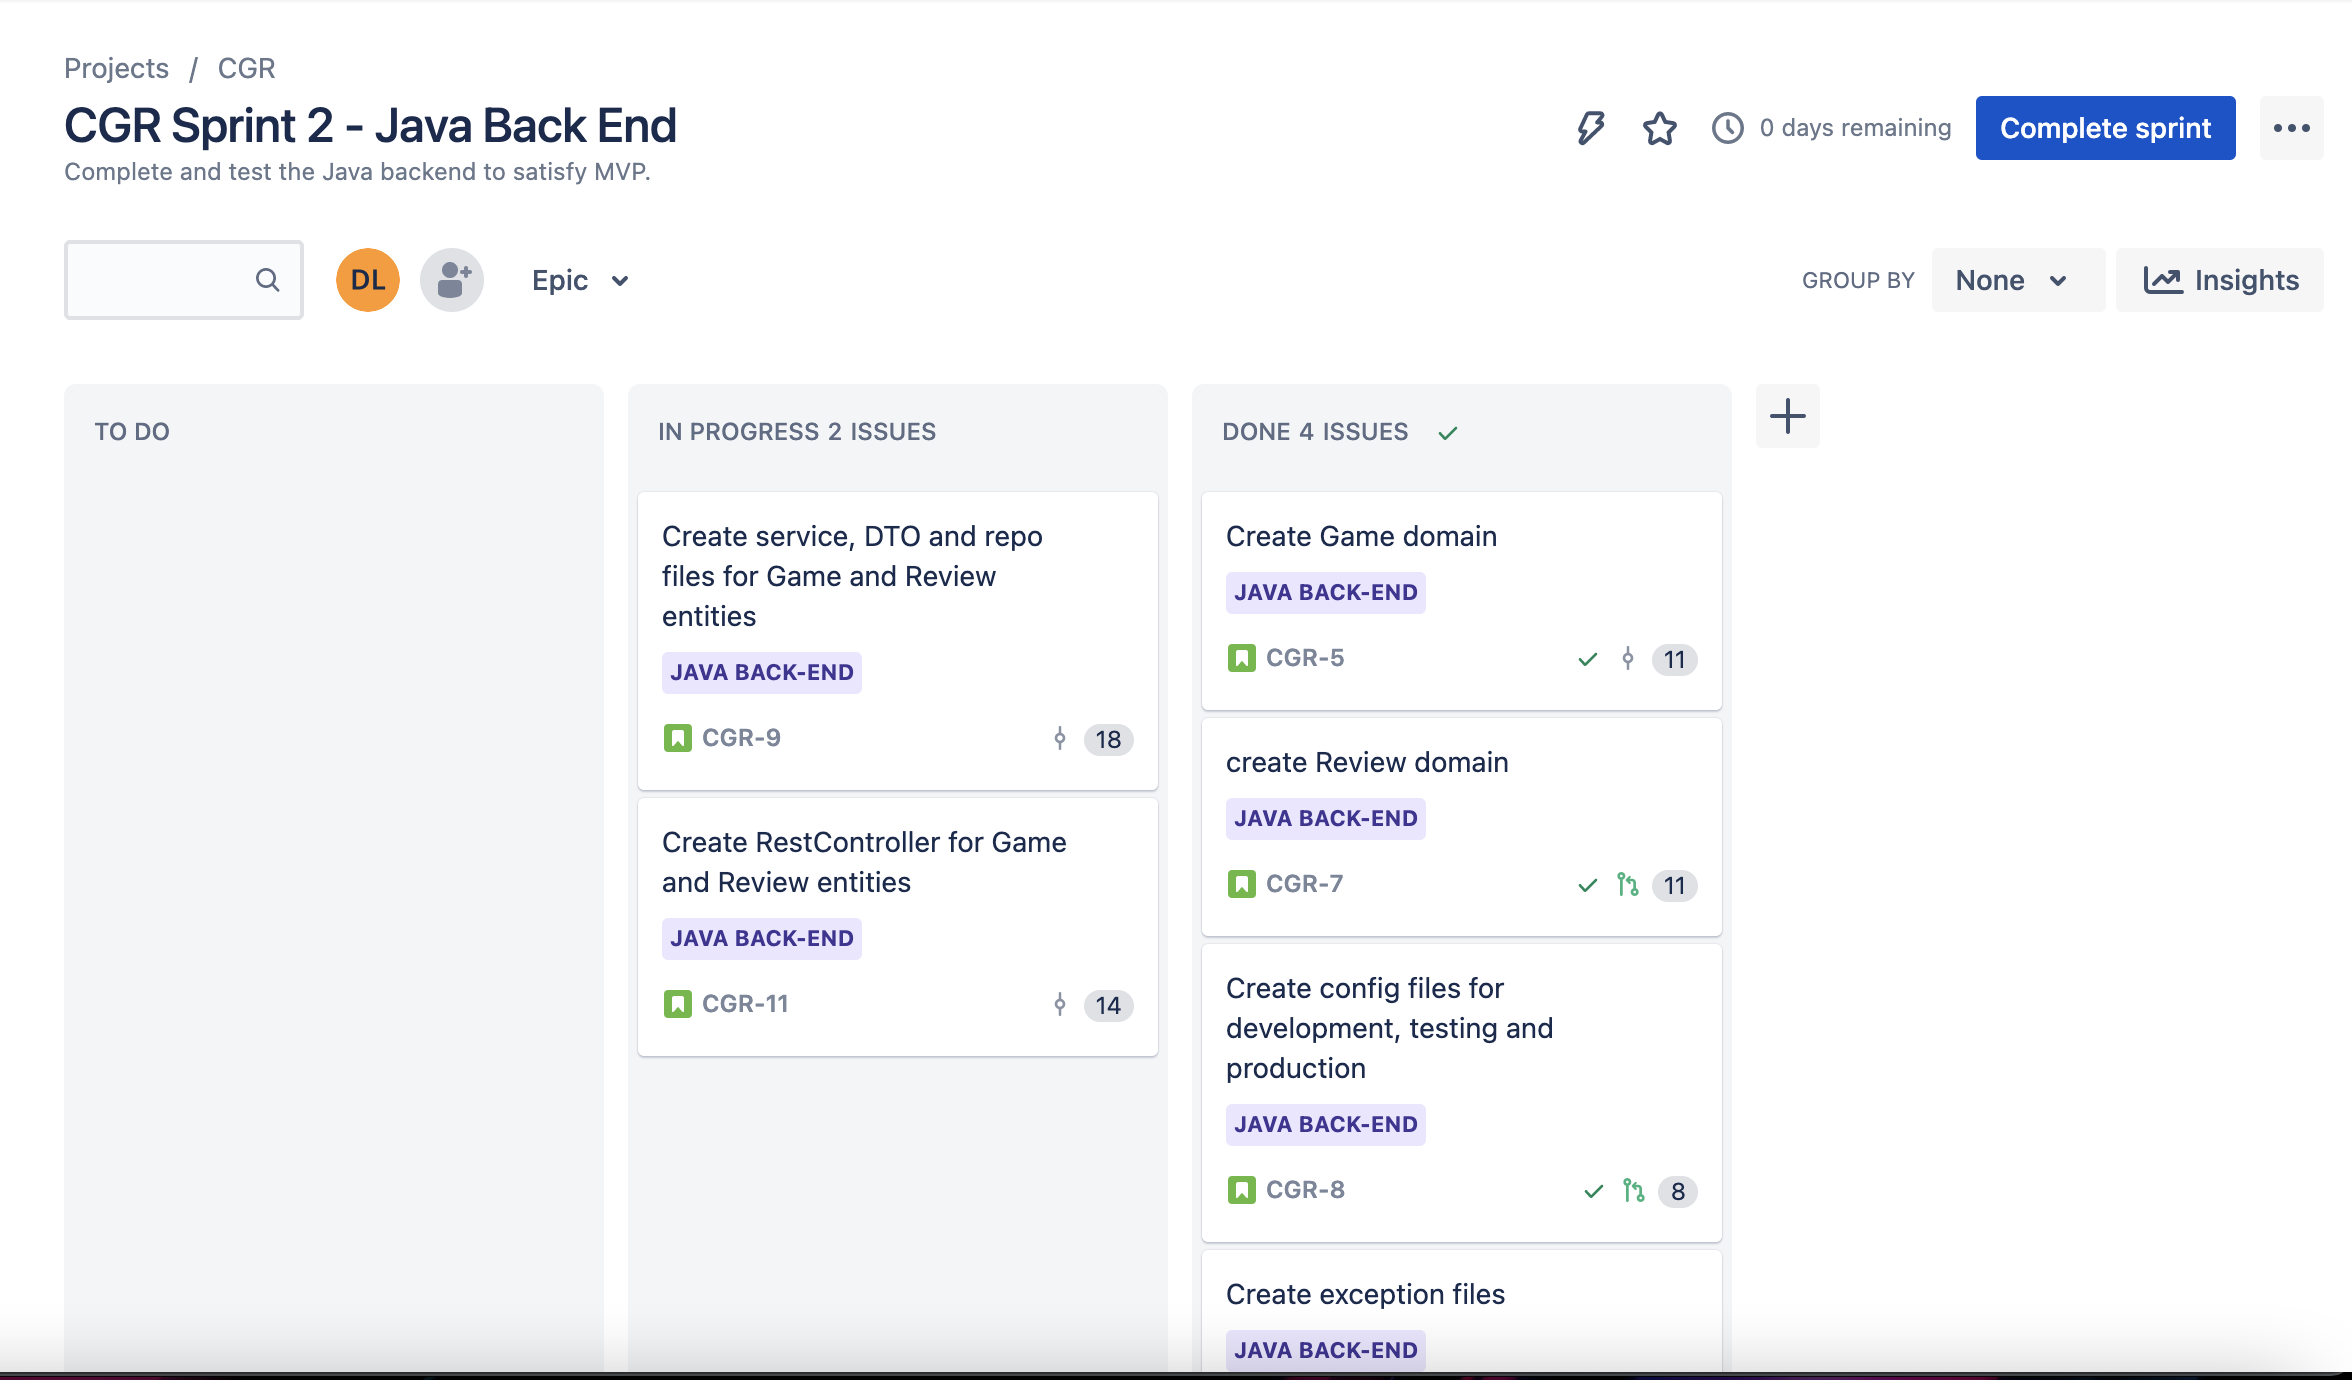 Projects / CGR
CGR Sprint 2 - Java Back End
Complete and test the Java backend to satisfy MVP.
0 days remaining
Complete sprint
DL
Epic
GROUP BY
None
Insights
TO DO
IN PROGRESS 2 ISSUES
Create service, DTO and repo
files for Game and Review
entities
JAVA BACK-END
CGR-9
18
Create RestController for Game
and Review entities
JAVA BACK-END
CGR-11
14
DONE 4 ISSUES
Create Game domain
JAVA BACK-END
CGR-5
11
create Review domain
JAVA BACK-END
CGR-7
11
Create config files for
development, testing and
production
JAVA BACK-END
CGR-8
8
Create exception files
JAVA BACK-END